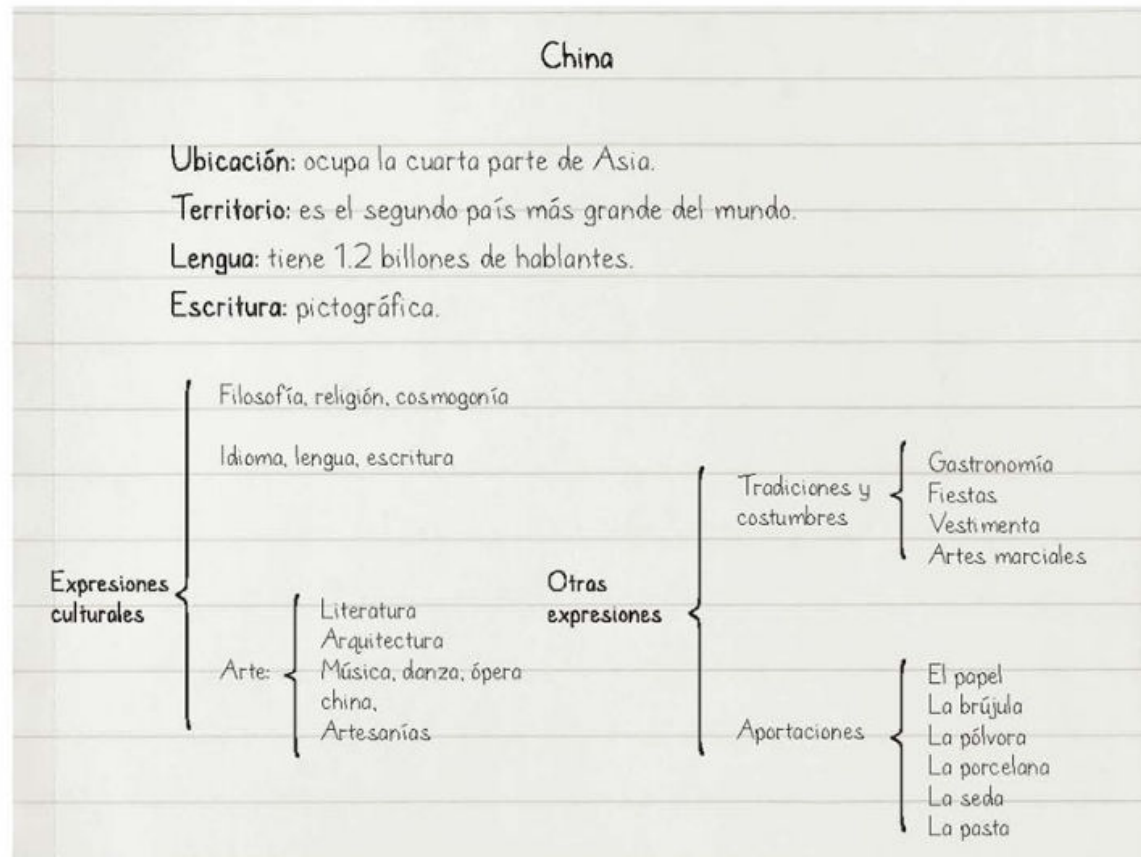 China
Ubicación: ocupa la cuarta parte de Asia.
Territorio: es el segundo país más grande del mundo.
Lengua: tiene 1.2 billones de hablantes.
Escritura: pictográfica.
Expresiones
culturales
Filosofía, religión, cosmogonía
Idioma, lengua, escritura
Arte:
Literatura
Arquitectura
Música, danza, ópera
china,
Artesanías
Otras
expresiones
Tradiciones y
costumbres
Gastronomía
Fiestas
Vestimenta
Artes marciales
Aportaciones
El papel
La brújula
La pólvora
La porcelana
La seda
La pasta